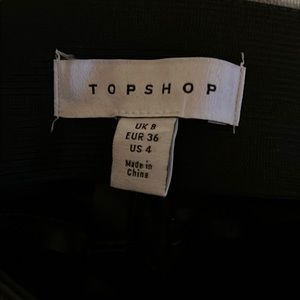 TOPSHOP
UK 8
EUR 36
US 4
Made in
China